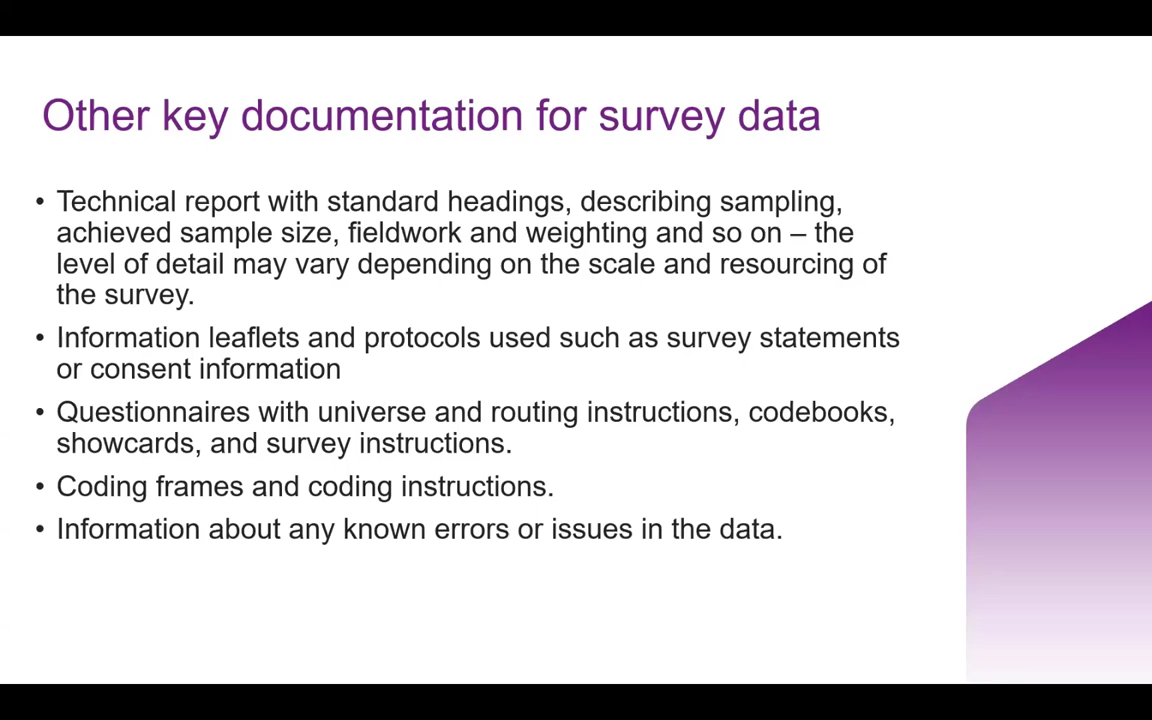 Other key documentation for survey data
• Technical report with standard headings, describing sampling,
achieved sample size, fieldwork and weighting and so on – the
level of detail may vary depending on the scale and resourcing of
the survey.
• Information leaflets and protocols used such as survey statements
or consent information
• Questionnaires with universe and routing instructions, codebooks,
showcards, and survey instructions.
• Coding frames and coding instructions.
• Information about any known errors or issues in the data.